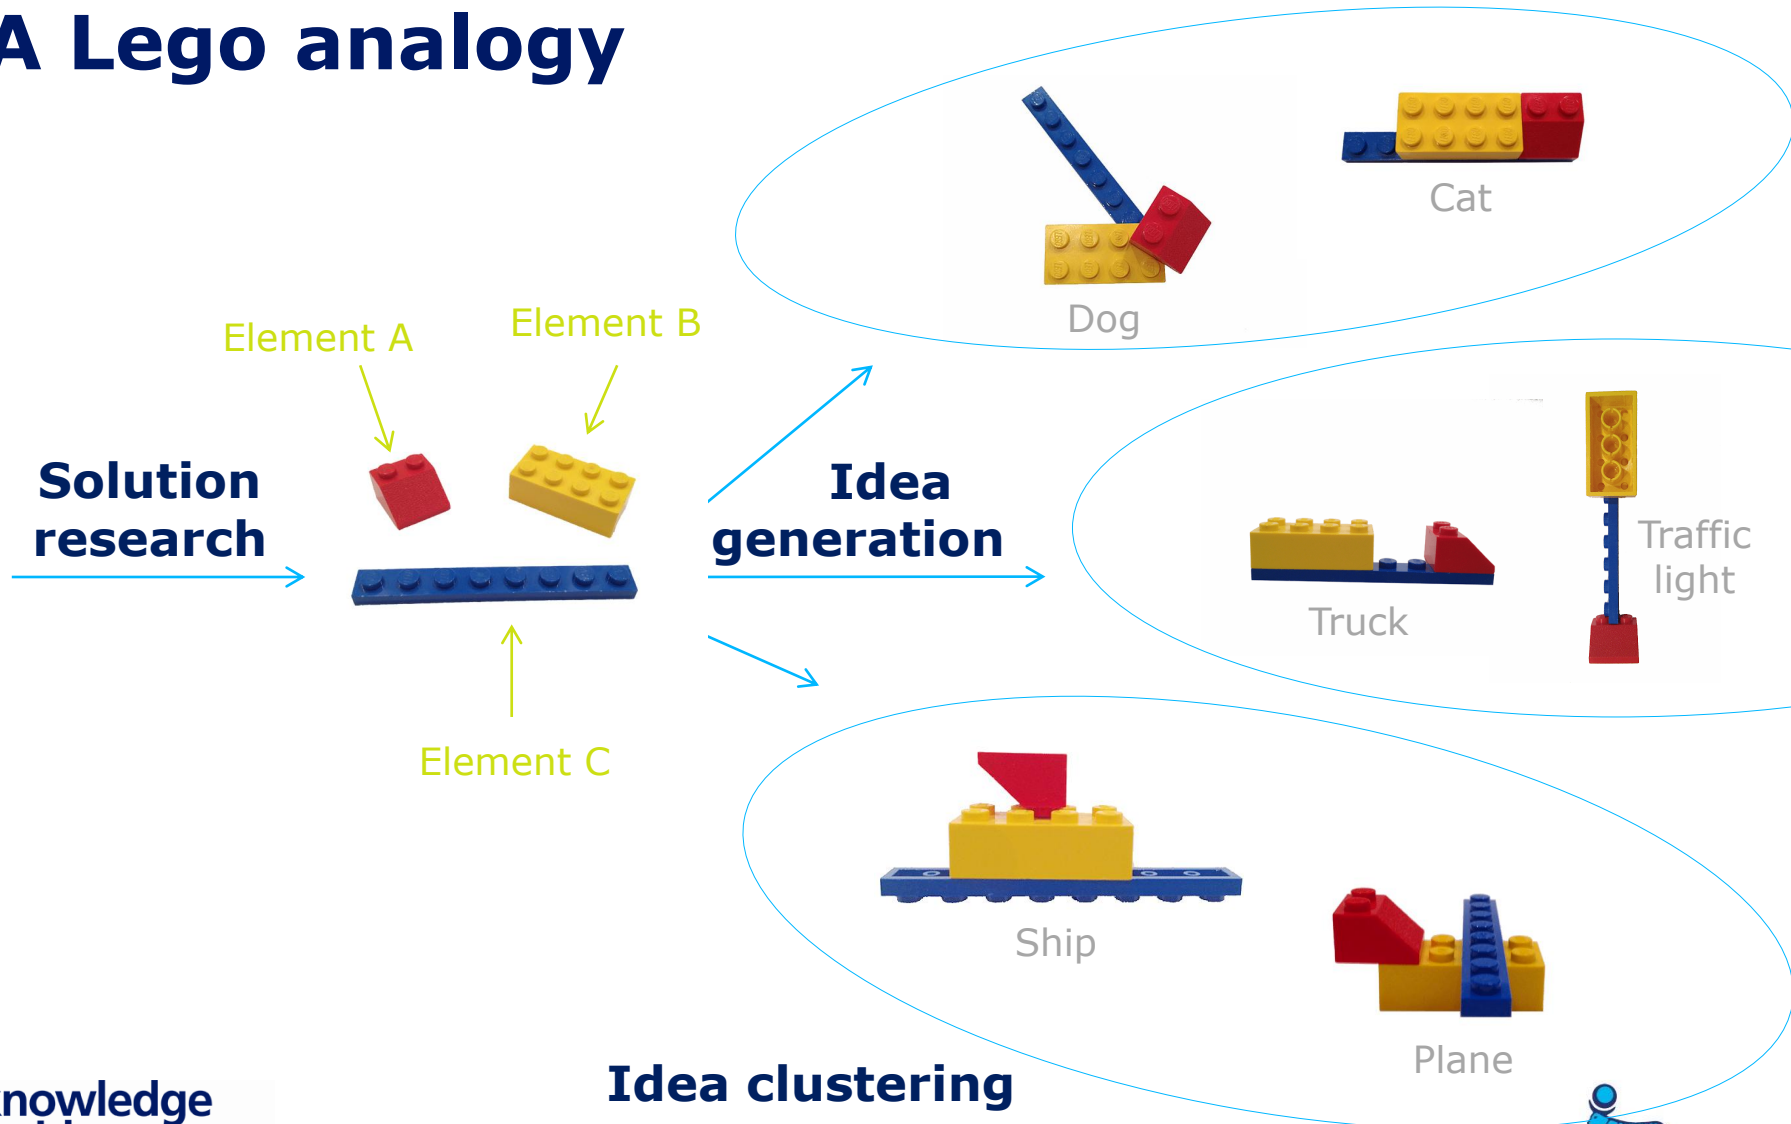 A Lego analogy
Cat
Dog
Element A
Element B
Solution
research
Idea
generation
Traffic
light
Truck
Element C
Ship
Plane
Idea clustering
nowledge